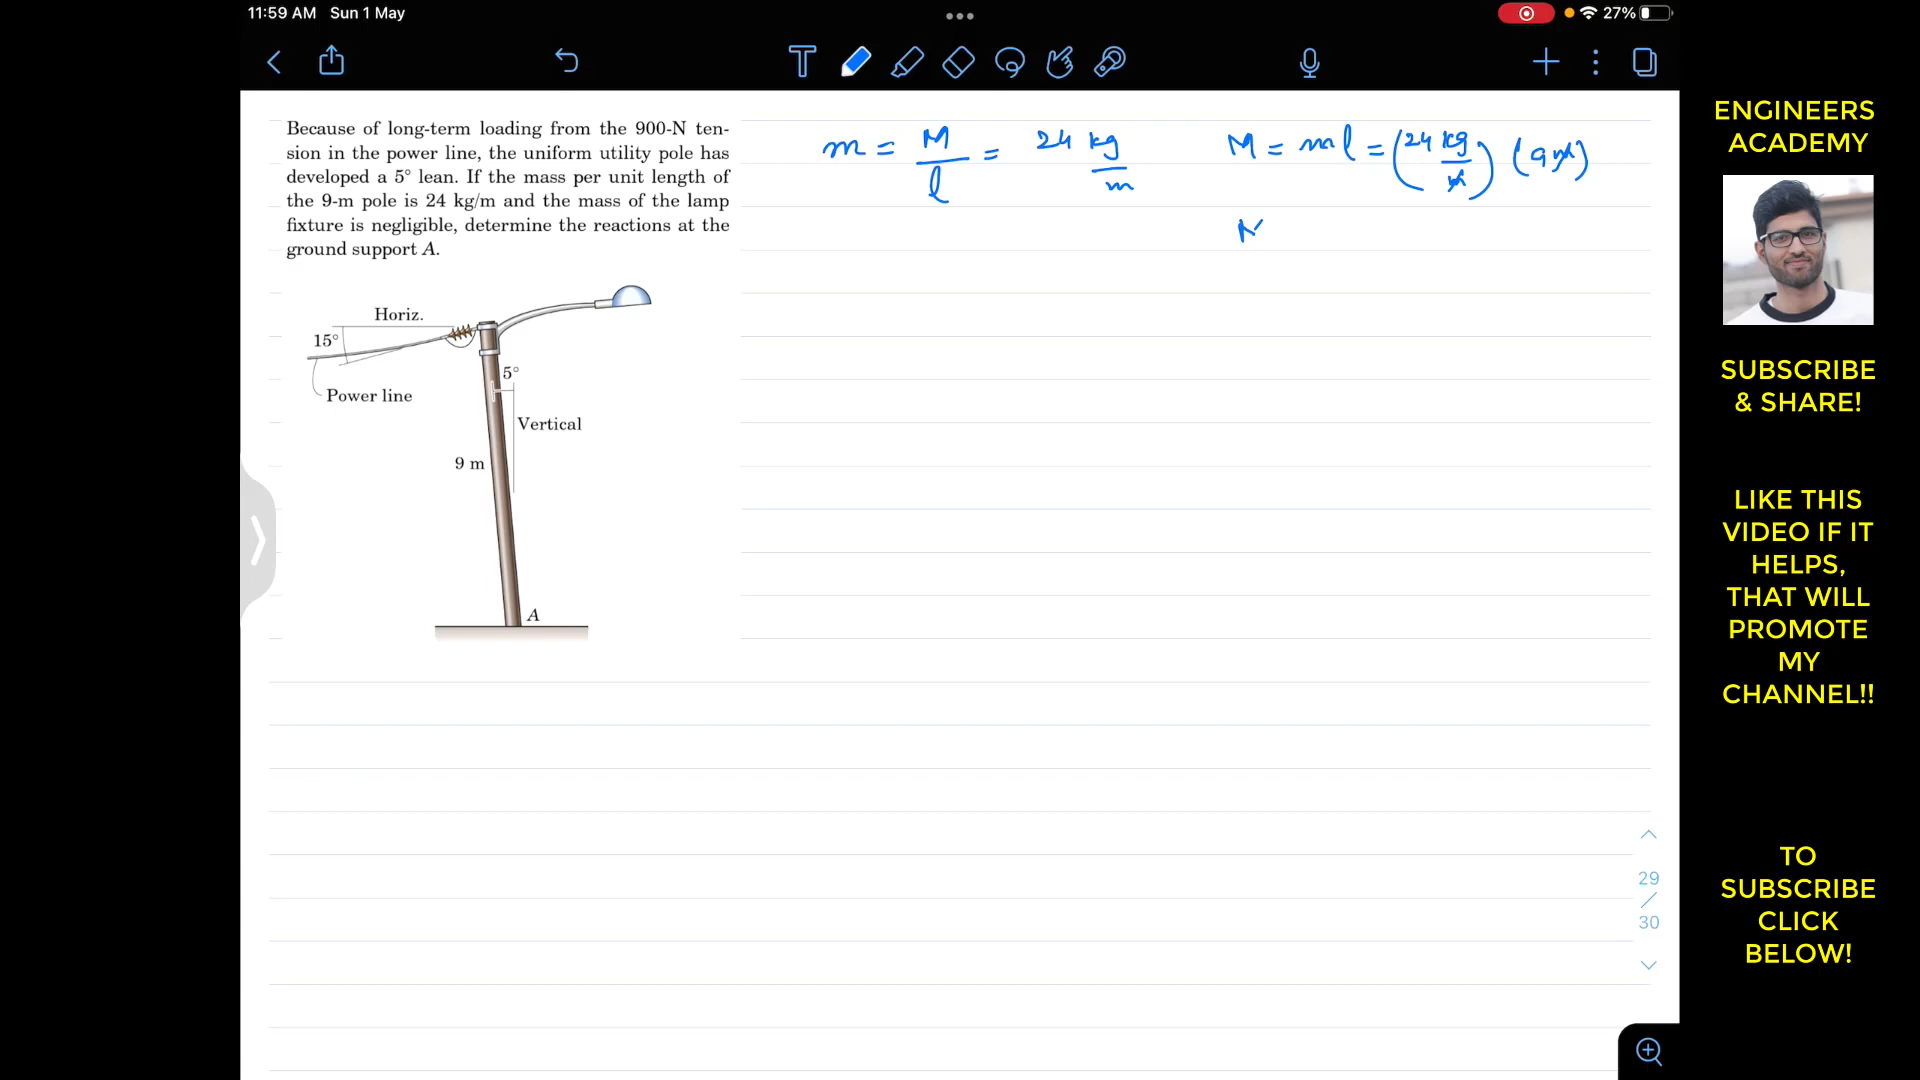 11:59 AM Sun 1 May
27%
Because of long-term loading from the 900-N ten-
sion in the power line, the uniform utility pole has
developed a 5° lean. If the mass per unit length of
the 9-m pole is 24 kg/m and the mass of the lamp
fixture is negligible, determine the reactions at the
ground support A.
Horiz.
15°
Power line
5°
Vertical
9 m
A
m = M/l = 24 kg/m
M = ml = (24 kg/m) (9m)
29
/
30
ENGINEERS
ACADEMY
SUBSCRIBE
& SHARE!
LIKE THIS
VIDEO IF IT
HELPS,
THAT WILL
PROMOTE
MY
CHANNEL!!
TO
SUBSCRIBE
CLICK
BELOW!